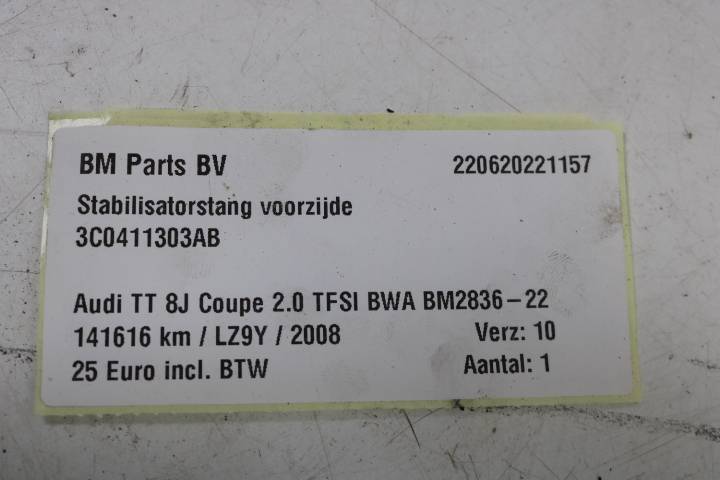 BM Parts BV 220620221157
Stabilisatorstang voorzijde
3C0411303AB
Audi TT 8J Coupe 2.0 TFSI BWA BM2836-22
141616 km / LZ9Y / 2008 Verz: 10
25 Euro incl. BTW Aantal: 1